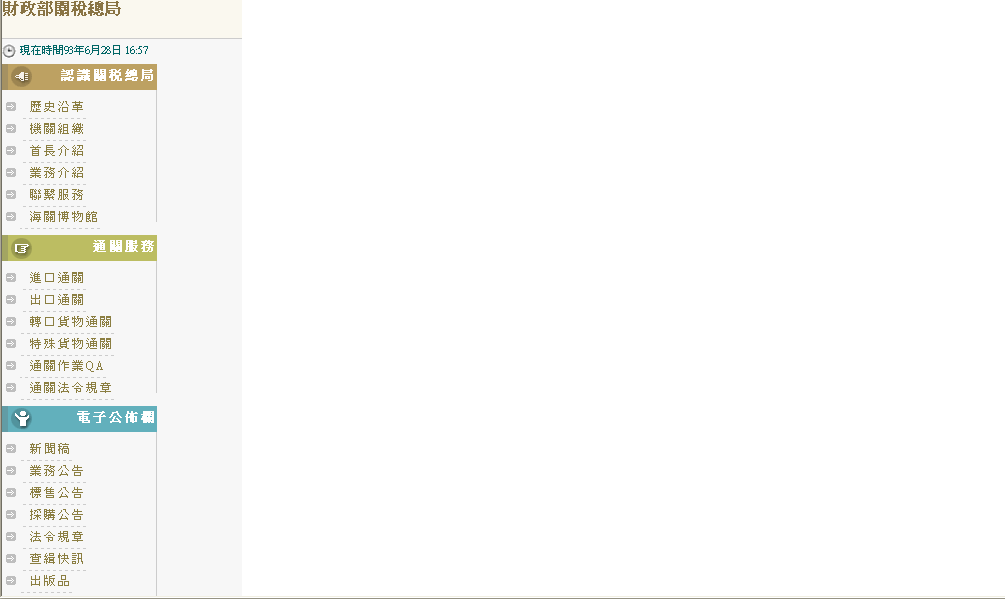 財政部關稅總局
現在時間93年6月28日 16:57
認識關稅總局
歷史沿革
機關組織
首長介紹
業務介紹
聯繫服務
海關博物館
通關服務
進口通關
出口通關
轉口貨物通關
特殊貨物通關
通關作業QA
通關法令規章
電子公佈欄
新聞稿
業務公告
標售公告
採購公告
法令規章
查緝快訊
出版品